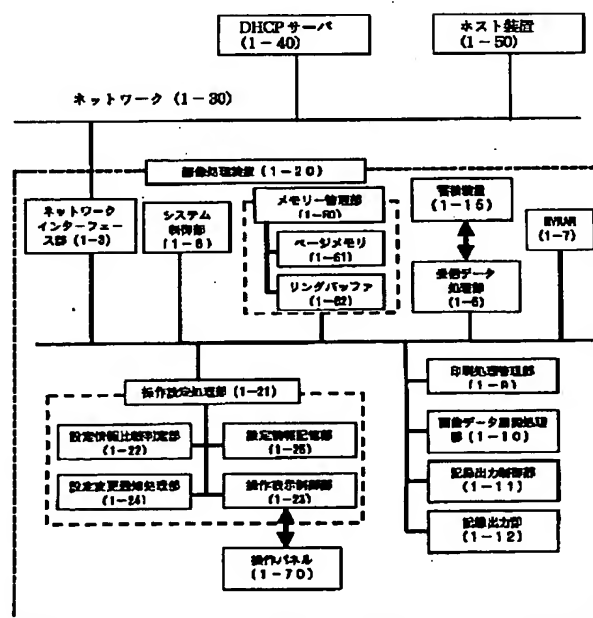 DHCPサーバ
(1-40)
ホスト装置
(1-50)
ネットワーク (1-30)
画像処理装置 (1-20)
ネットワーク
インターフェー
ス部 (1-3)
システム
制御部
(1-6)
メモリー管理部
(1-60)
ページメモリ
(1-61)
リングバッファ
(1-62)
蓄積装置
(1-15)
受信データ
処理部
NVRAM
(1-7)
操作設定処理部 (1-21)
設定情報比較判定部
(1-22)
設定情報記憶部
(1-25)
設定変更通知処理部
(1-24)
操作表示制御部
(1-23)
操作パネル
(1-70)
印刷処理管理部
画像データ展開処理
部 (1-10)
記録出力制御部
(1-11)
記録出力部
(1-12)